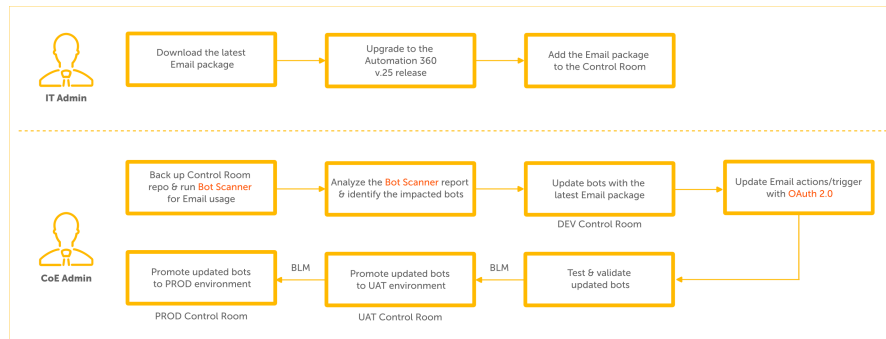 Download the latest
Email package
Upgrade to the
Automation 360
v.25 release
Add the Email package
to the Control Room
IT Admin
Back up Control Room
repo & run Bot Scanner
for Email usage
Analyze the Bot Scanner report
& identify the impacted bots
Update bots with the
latest Email package
Update Email actions/trigger
with OAuth 2.0
DEV Control Room
CoE Admin
Promote updated bots
to PROD environment
BLM
Promote updated bots
to UAT environment
BLM
Test & validate
updated bots
PROD Control Room
UAT Control Room